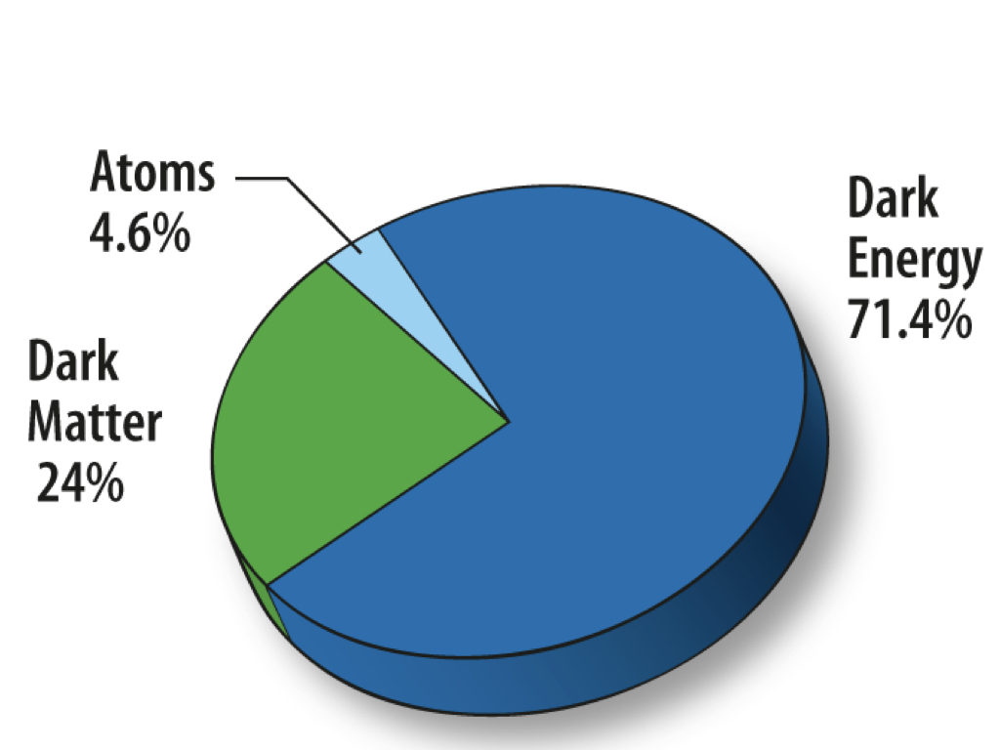 Atoms
4.6%
Dark
Energy
71.4%
Dark
Matter
24%